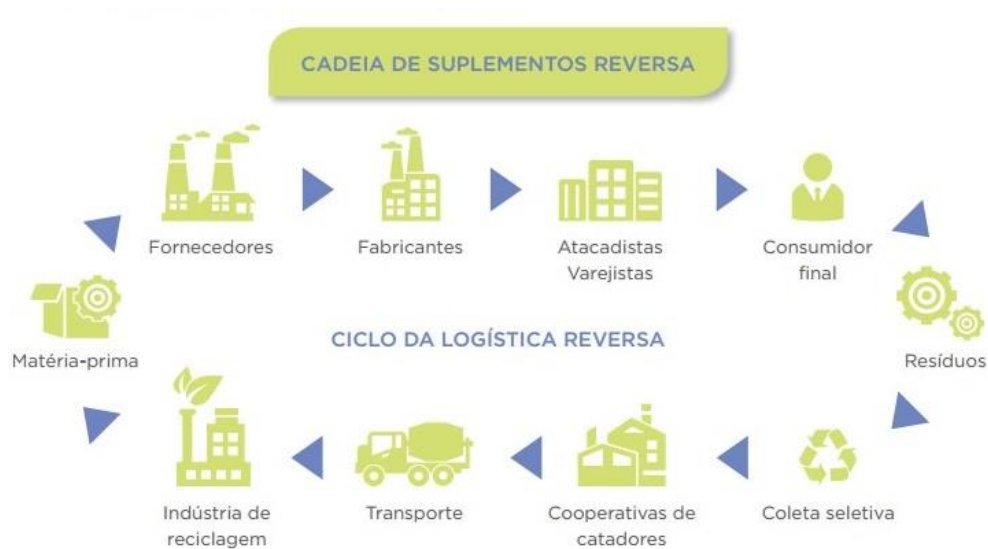 CADEIA DE SUPLEMENTOS REVERSA
Fornecedores
Fabricantes
Atacadistas
Varejistas
Consumidor
final
Matéria-prima
CICLO DA LOGÍSTICA REVERSA
Resíduos
Indústria de
reciclagem
Transporte
Cooperativas de
catadores
Coleta seletiva